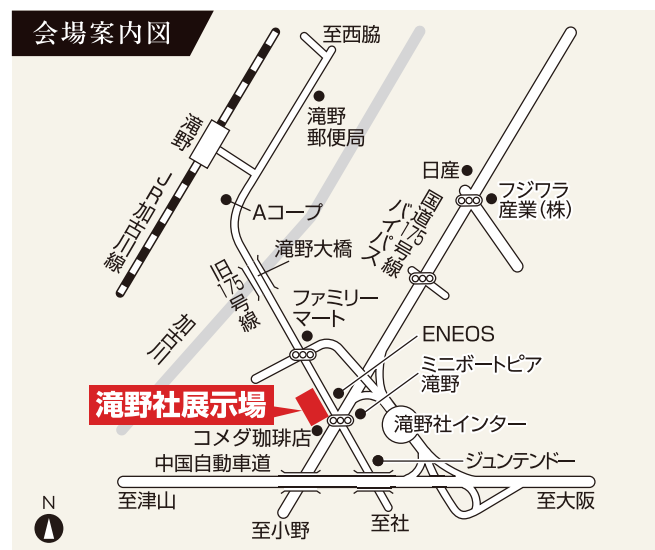 会場案内図
至西脇
滝野
郵便局
滝野
日産
フジワラ
産業(株)
JR加古川線
Aコープ
国道175号線
バイパス
滝野大橋
旧175号線
ファミリー
マート
加古川
ENEOS
ミニボートピア
滝野
滝野社展示場
滝野社インター
コメダ珈琲店
中国自動車道
ジュンテンドー
至津山
至大阪
至小野
至社
N